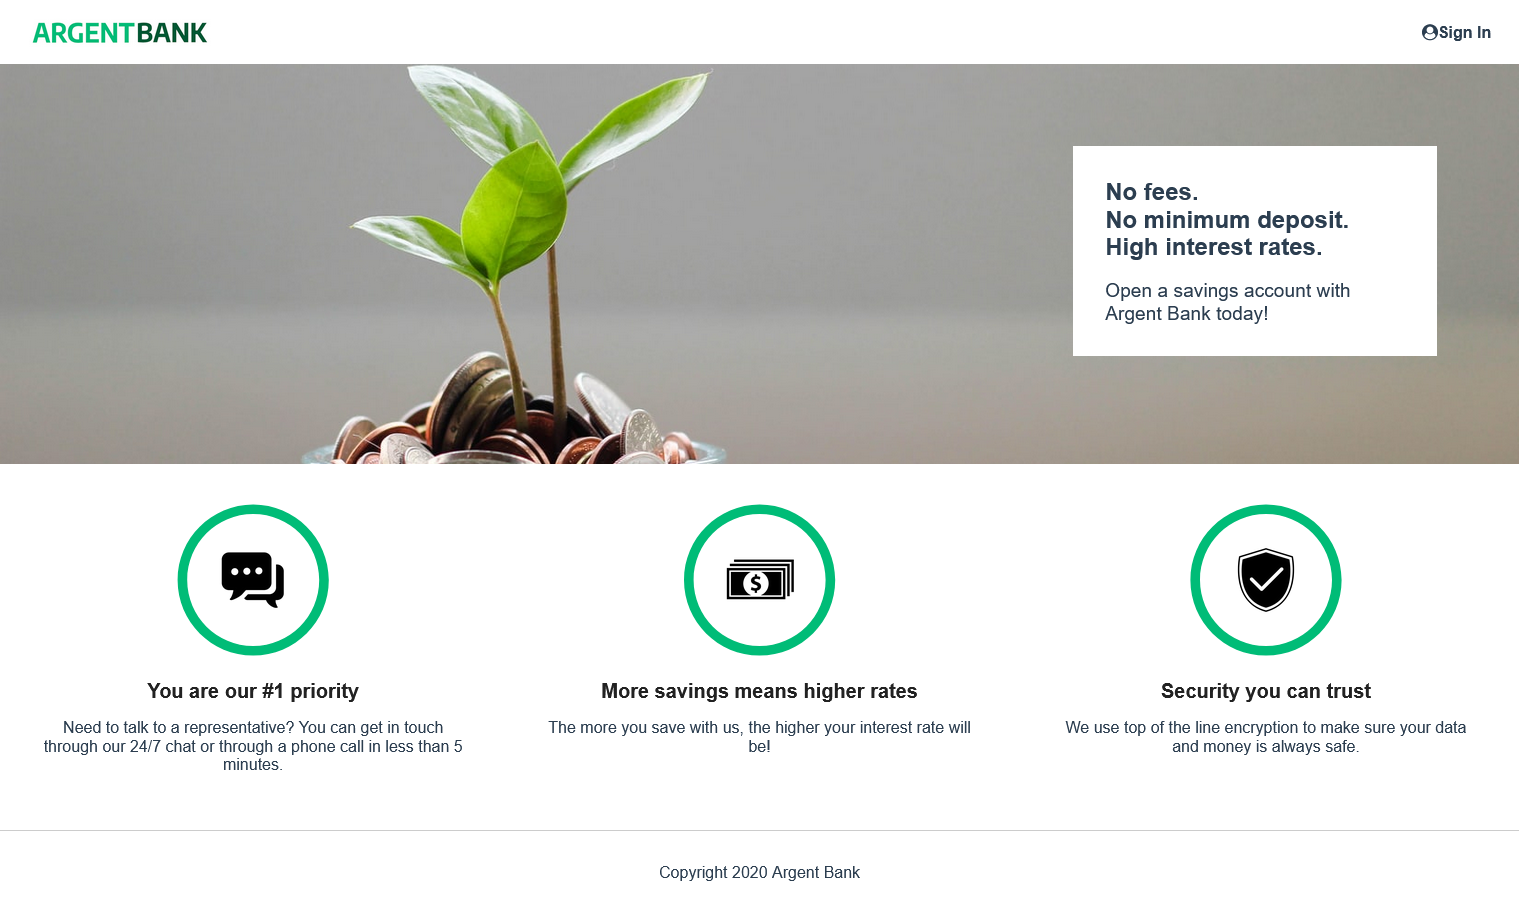 ARGENTBANK
Sign In
No fees.
No minimum deposit.
High interest rates.
Open a savings account with
Argent Bank today!
You are our #1 priority
Need to talk to a representative? You can get in touch
through our 24/7 chat or through a phone call in less than 5
minutes.
More savings means higher rates
The more you save with us, the higher your interest rate will
be!
Security you can trust
We use top of the line encryption to make sure your data
and money is always safe.
Copyright 2020 Argent Bank